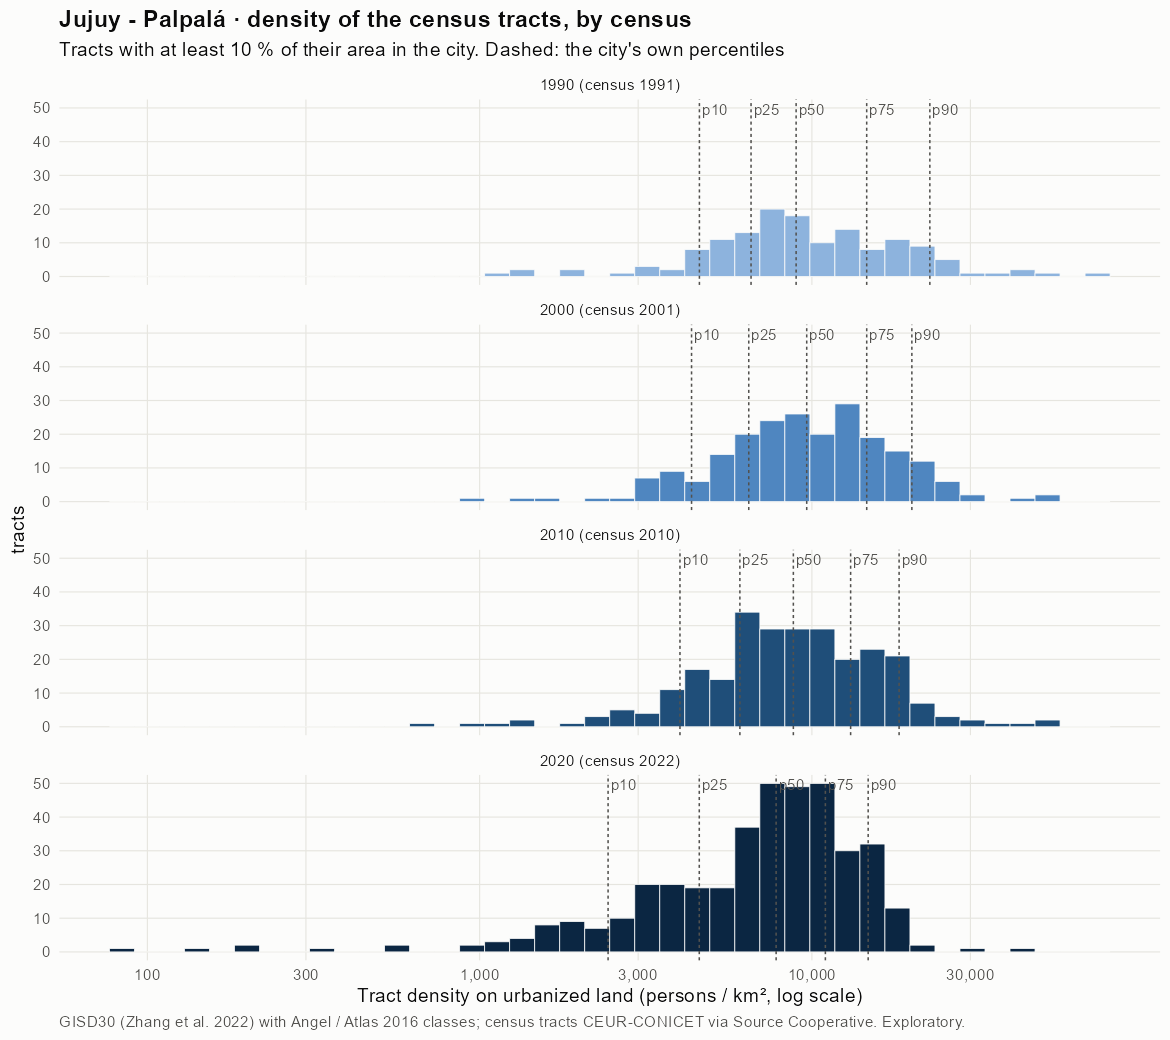 Jujuy - Palpalá · density of the census tracts, by census
Tracts with at least 10 % of their area in the city. Dashed: the city's own percentiles
1990 (census 1991)
50
40
30
20
10
0
p10
p25
p50
p75
p90
2000 (census 2001)
50
40
30
20
10
0
p10
p25
p50
p75
p90
2010 (census 2010)
50
40
30
20
10
0
p10
p25
p50
p75
p90
2020 (census 2022)
50
40
30
20
10
0
p10
p25
p50
p75
p90
tracts
100
300
1,000
3,000
10,000
30,000
Tract density on urbanized land (persons / km², log scale)
GISD30 (Zhang et al. 2022) with Angel / Atlas 2016 classes; census tracts CEUR-CONICET via Source Cooperative. Exploratory.